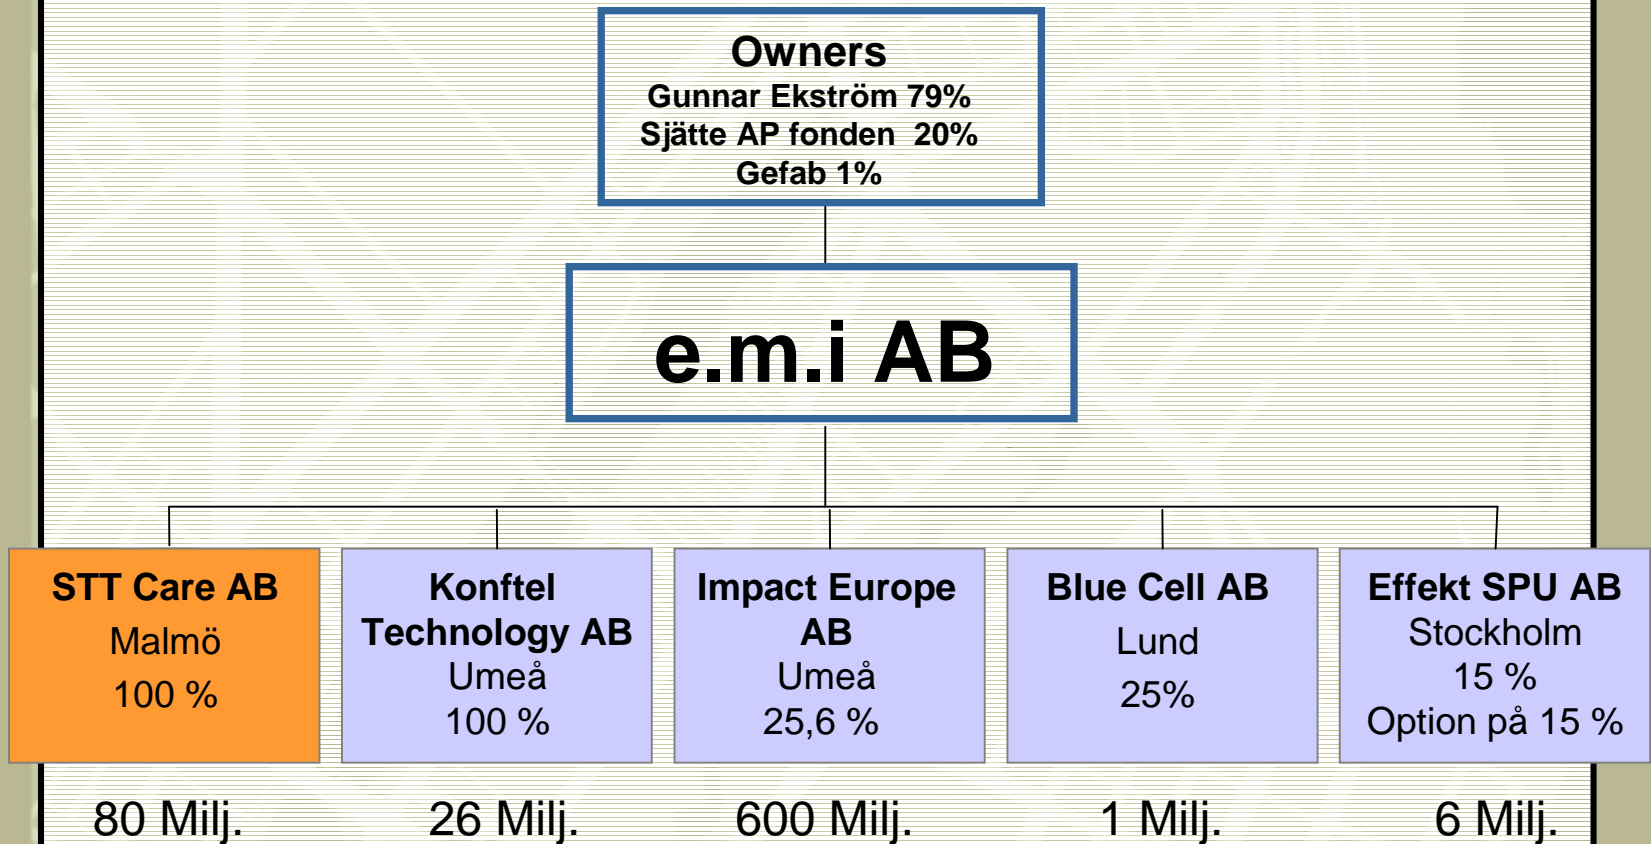 Owners
Gunnar Ekström 79%
Sjätte AP fonden 20%
Gefab 1%
e.m.i AB
STT Care AB
Malmö
100 %
Konftel
Technology AB
Umeå
100 %
Impact Europe
AB
Umeå
25,6 %
Blue Cell AB
Lund
25%
Effekt SPU AB
Stockholm
15 %
Option på 15 %
80 Milj.
26 Milj.
600 Milj.
1 Milj.
6 Milj.